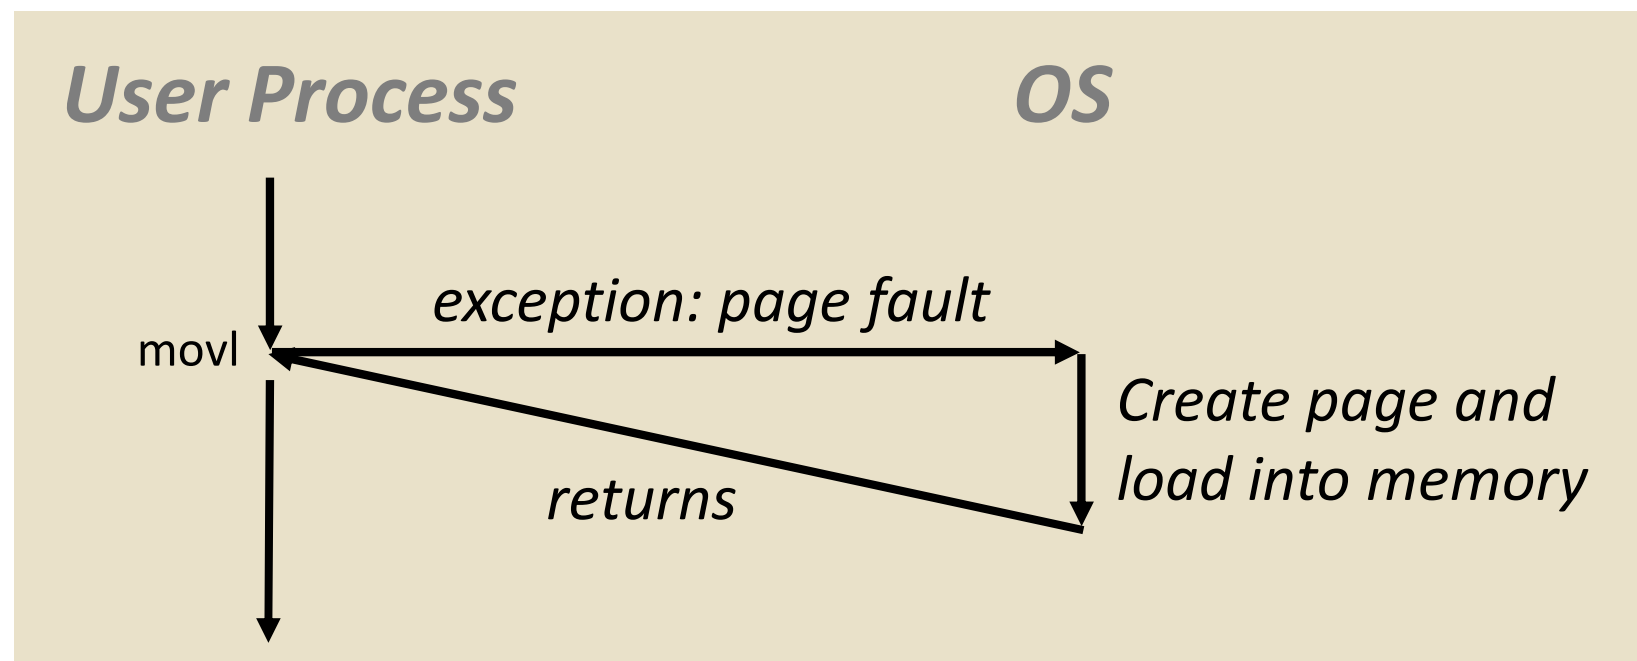 User Process
OS
exception: page fault
movl
Create page and
load into memory
returns